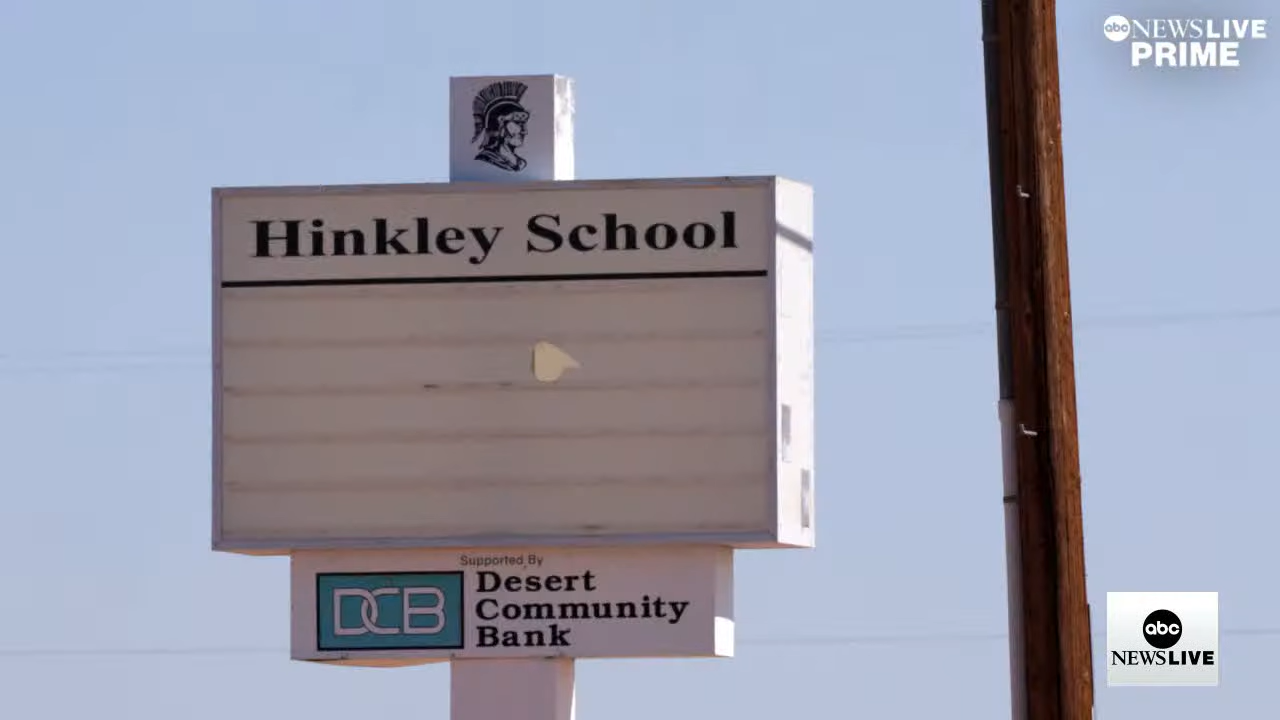 abc NEWS LIVE
PRIME
Hinkley School
Supported By
DCB
Desert
Community
Bank
abc
NEWS LIVE